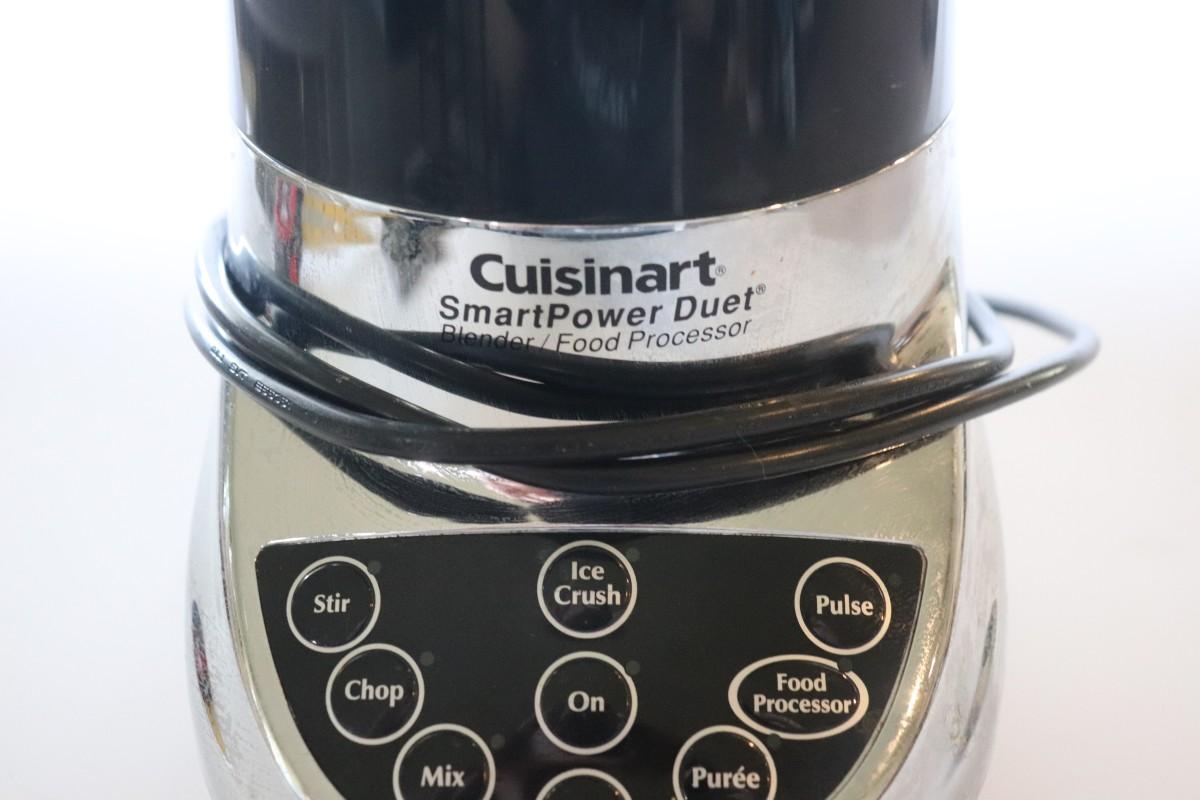 Cuisinart®
SmartPower Duet®
Blender / Food Processor
Stir
Ice
Crush
Pulse
Chop
On
Food
Processor
Mix
Purée